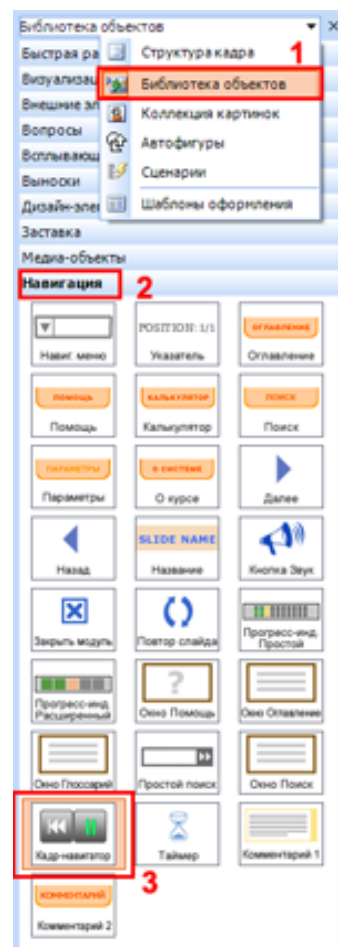 Библиотека объектов
Быстрая ра
Структура кадра
1
Визуализац
Библиотека объектов
Внешние эл
Коллекция картинок
Вопросы
Автофигуры
Всплывающ
Сценарии
Выноски
Дизайн-элем
Шаблоны оформления
Заставка
Медиа-объекты
Навигация
2
POSITION: 1/1
ОГЛАВЛЕНИЕ
Навиг. меню
Указатель
Оглавление
ПОМОЩЬ
КАЛЬКУЛЯТОР
ПОИСК
Помощь
Калькулятор
Поиск
ПАРАМЕТРЫ
О СИСТЕМЕ
Параметры
О курсе
Далее
SLIDE NAME
Назад
Название
Кнопка Звук
Закрыть модуль
Повтор слайда
Прогресс-инд. Простой
Прогресс-инд. Расширенный
?
Окно Помощь
Окно Оглавление
Окно Глоссарий
Простой поиск
Окно Поиск
Кадр-навигатор
Таймер
Комментарий 1
3
КОММЕНТАРИЙ
Комментарий 2